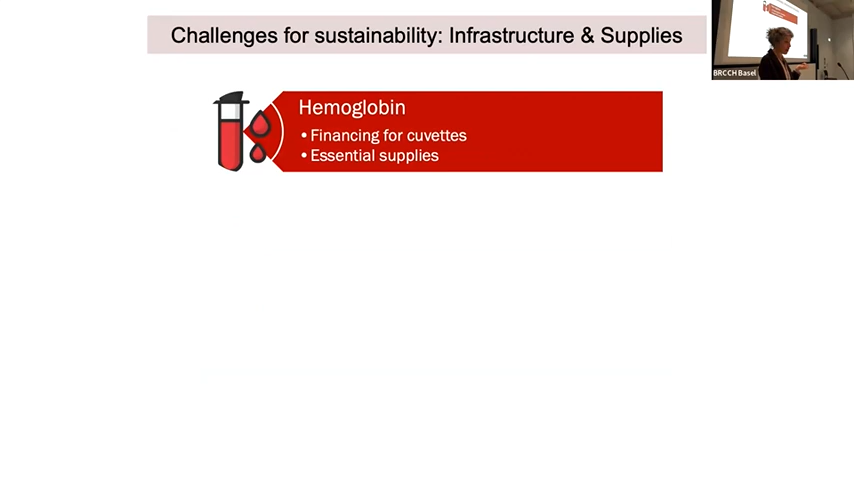 Challenges for sustainability: Infrastructure & Supplies
Hemoglobin
• Financing for cuvettes
• Essential supplies
BRCCH Basel